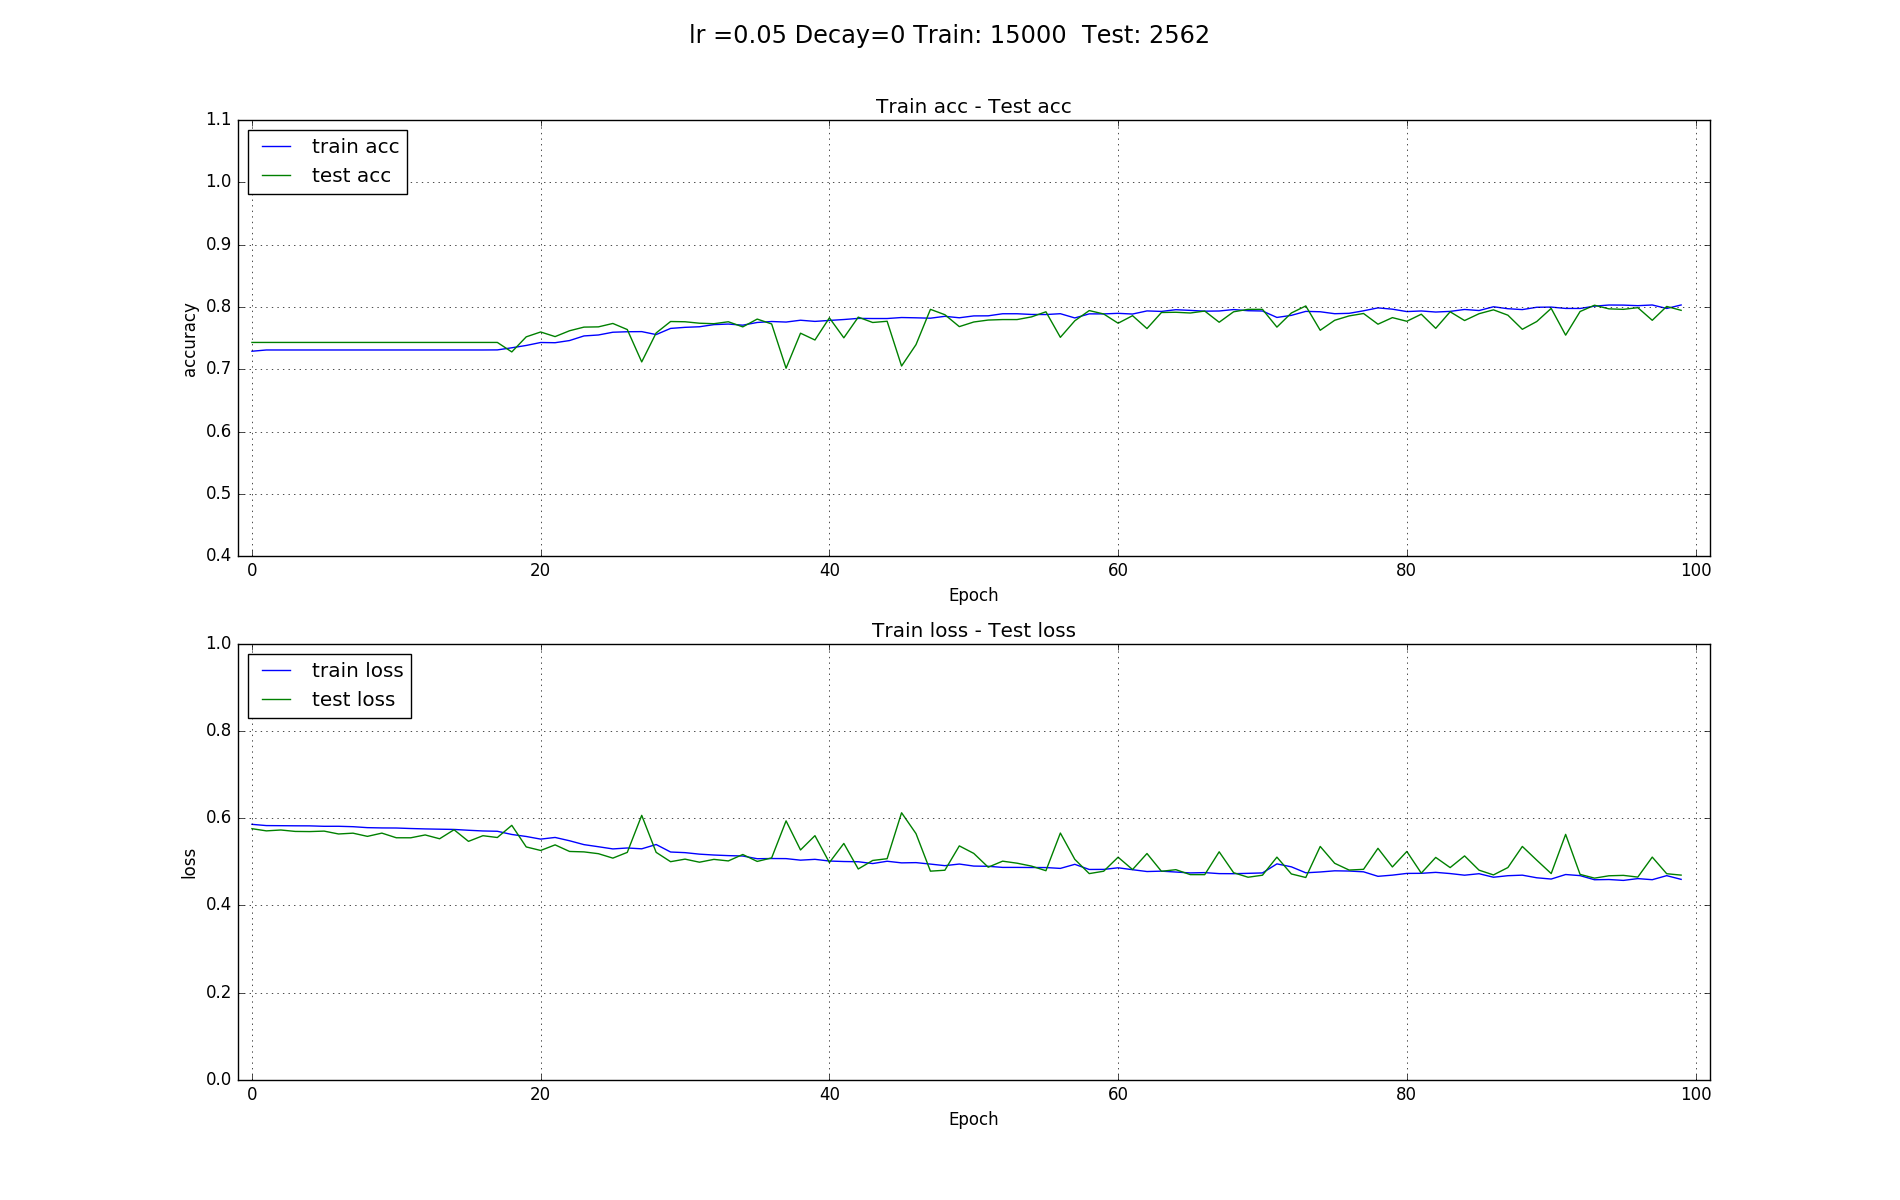 lr =0.05 Decay=0 Train: 15000  Test: 2562
Train acc - Test acc
1.1
1.0
0.9
0.8
0.7
0.6
0.5
0.4
accuracy
train acc
test acc
0 20 40 60 80 100
Epoch
Train loss - Test loss
1.0
0.8
0.6
0.4
0.2
0.0
loss
train loss
test loss
0 20 40 60 80 100
Epoch